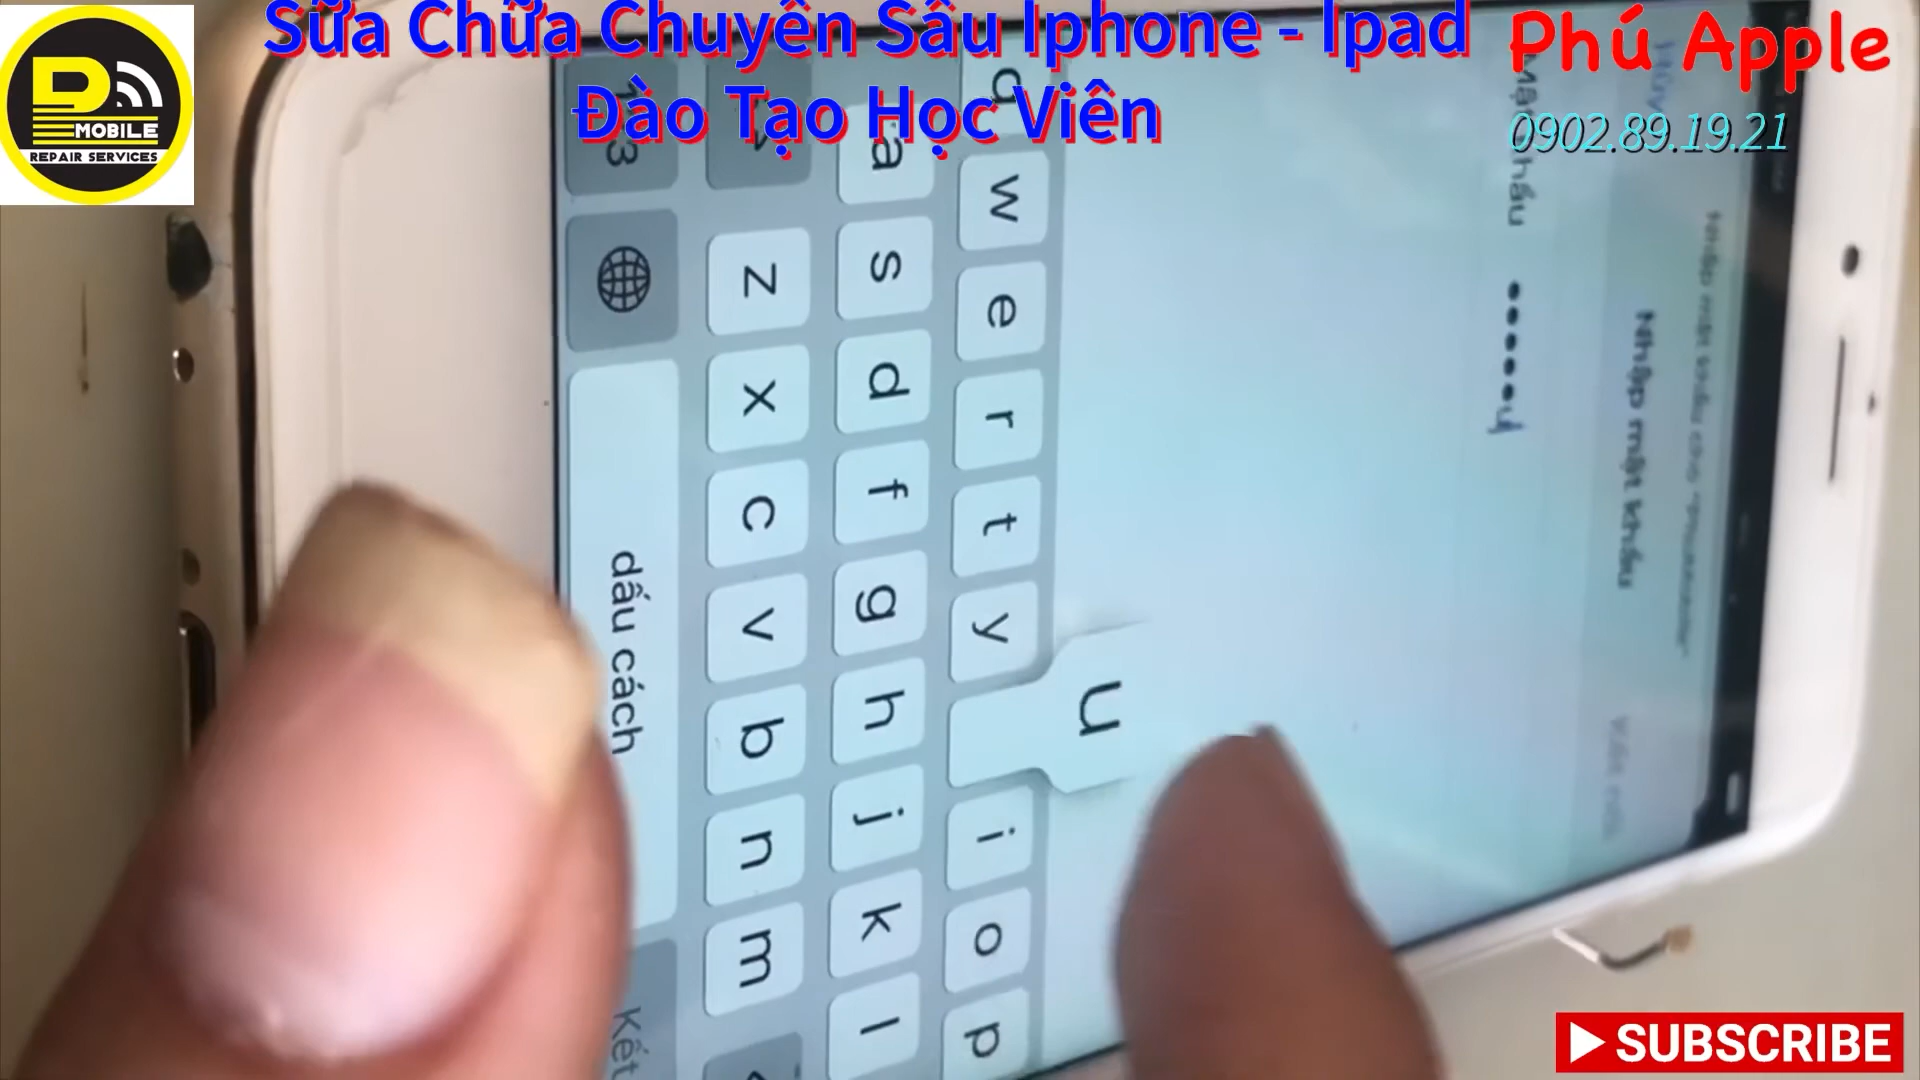 Sữa Chữa Chuyên Sâu Iphone - Ipad
Đào Tạo Học Viên
Phú Apple
0902.89.19.21
P
MOBILE
REPAIR SERVICES
Nhập mật khẩu
Mật khẩu •••••u
q w e r t y u i o p
a s d f g h j k l
z x c v b n m
dấu cách
SUBSCRIBE